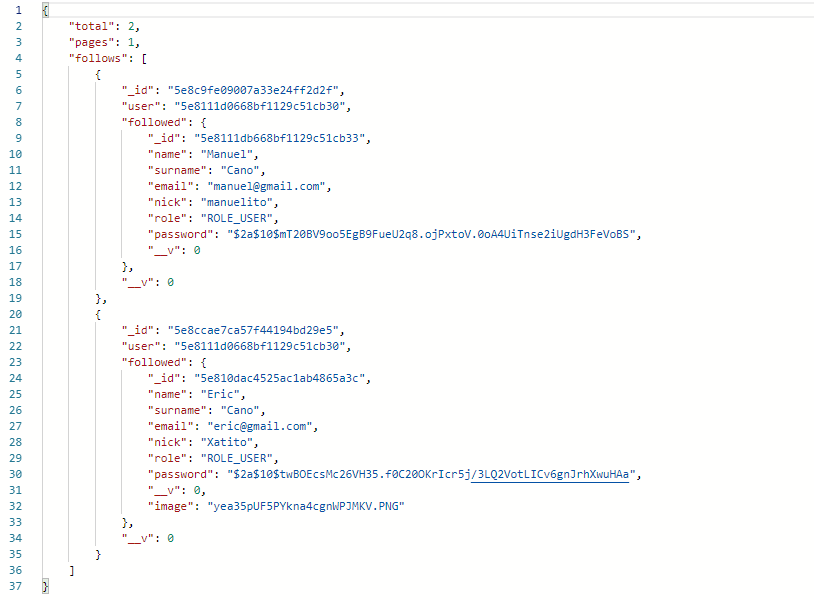 1 {
2 "total": 2,
3 "pages": 1,
4 "follows": [
5 {
6 "_id": "5e8c9fe09007a33e24ff2d2f",
7 "user": "5e8111d0668bf1129c51cb30",
8 "followed": {
9 "_id": "5e8111db668bf1129c51cb33",
10 "name": "Manuel",
11 "surname": "Cano",
12 "email": "manuel@gmail.com",
13 "nick": "manuelito",
14 "role": "ROLE_USER",
15 "password": "$2a$10$mT20BV9oo5EgB9FueU2q8.ojPxtoV.0oA4UiTnse2iUgdH3FeVoBS",
16 "__v": 0
17 },
18 "__v": 0
19 },
20 {
21 "_id": "5e8ccae7ca57f44194bd29e5",
22 "user": "5e8111d0668bf1129c51cb30",
23 "followed": {
24 "_id": "5e810dac4525ac1ab4865a3c",
25 "name": "Eric",
26 "surname": "Cano",
27 "email": "eric@gmail.com",
28 "nick": "Xatito",
29 "role": "ROLE_USER",
30 "password": "$2a$10$twBOEcsMc26VH35.f0C20OKrIcr5j/3LQ2VotLICv6gnJrhXwuHAa",
31 "__v": 0,
32 "image": "yea35pUF5PYkna4cgnWPJMKV.PNG"
33 },
34 "__v": 0
35 }
36 ]
37 }